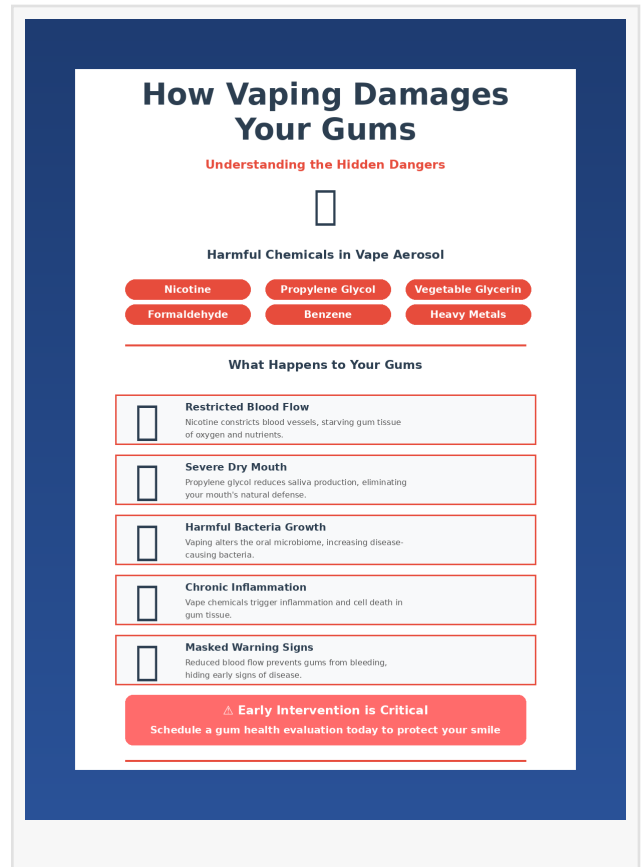 How Vaping Damages
Your Gums
Understanding the Hidden Dangers
Harmful Chemicals in Vape Aerosol
Nicotine
Propylene Glycol
Vegetable Glycerin
Formaldehyde
Benzene
Heavy Metals
What Happens to Your Gums
Restricted Blood Flow
Nicotine constricts blood vessels, starving gum tissue
of oxygen and nutrients.
Severe Dry Mouth
Propylene glycol reduces saliva production, eliminating
your mouth's natural defense.
Harmful Bacteria Growth
Vaping alters the oral microbiome, increasing disease-
causing bacteria.
Chronic Inflammation
Vape chemicals trigger inflammation and cell death in
gum tissue.
Masked Warning Signs
Reduced blood flow prevents gums from bleeding,
hiding early signs of disease.
⚠ Early Intervention is Critical
Schedule a gum health evaluation today to protect your smile